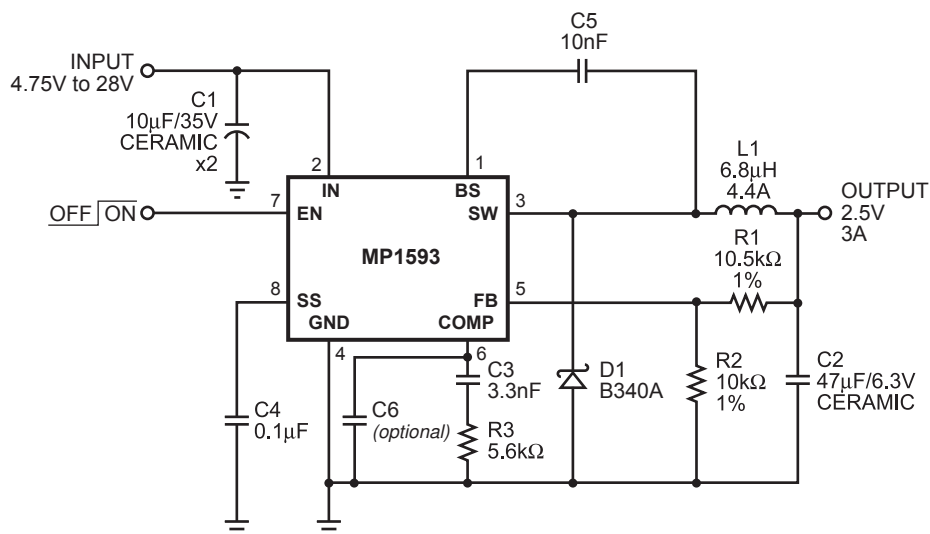 C5
10nF
INPUT
4.75V to 28V
C1
10µF/35V
CERAMIC
x2
2
1
L1
6.8µH
4.4A
IN
BS
7
3
OFF ON
EN
SW
OUTPUT
2.5V
3A
MP1593
R1
10.5kΩ
1%
8
5
SS
FB
GND
COMP
4
6
C3
3.3nF
D1
B340A
R2
10kΩ
1%
C2
47µF/6.3V
CERAMIC
C4
0.1µF
C6
(optional)
R3
5.6kΩ